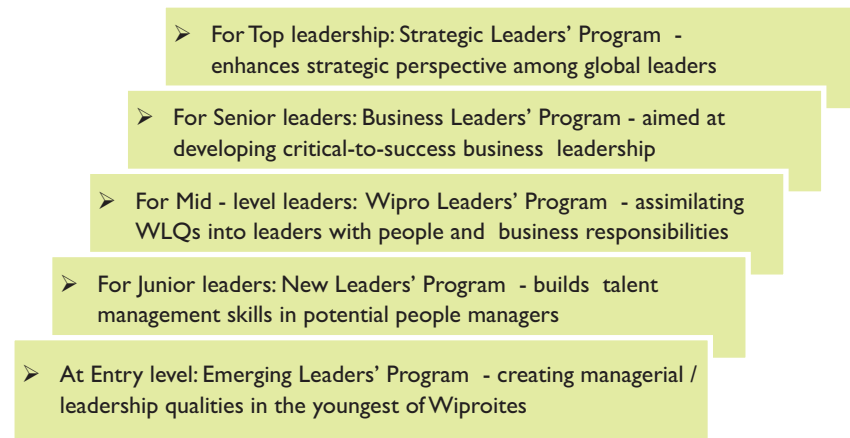 ➢ For Top leadership: Strategic Leaders' Program - 
enhances strategic perspective among global leaders
➢ For Senior leaders: Business Leaders' Program - aimed at
developing critical-to-success business leadership
➢ For Mid - level leaders: Wipro Leaders' Program - assimilating
WLQs into leaders with people and business responsibilities
➢ For Junior leaders: New Leaders' Program - builds talent
management skills in potential people managers
➢ At Entry level: Emerging Leaders' Program - creating managerial /
leadership qualities in the youngest of Wiproites